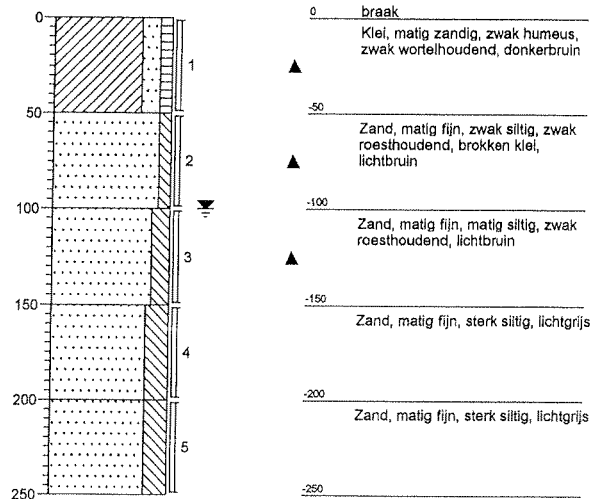 0
50
100
150
200
250
1
2
3
4
5
0 braak
Klei, matig zandig, zwak humeus,
zwak wortelhoudend, donkerbruin
-50
Zand, matig fijn, zwak siltig, zwak
roesthoudend, brokken klei,
lichtbruin
-100
Zand, matig fijn, matig siltig, zwak
roesthoudend, lichtbruin
-150
Zand, matig fijn, sterk siltig, lichtgrijs
-200
Zand, matig fijn, sterk siltig, lichtgrijs
-250